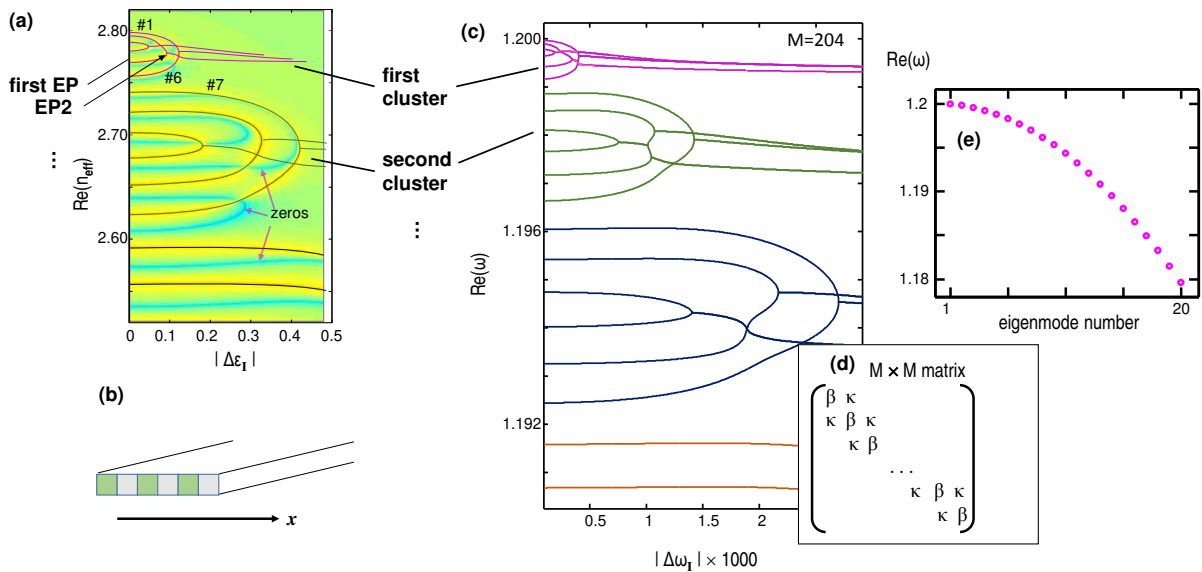 (a)
2.80
#1
first EP
EP2
#6
#7
2.70
⋮
Re(n_eff)
zeros
2.60
0 0.1 0.2 0.3 0.4 0.5
| Δε_I |
first
cluster
second
cluster
⋮
(b)
x
(c)
1.200
M=204
1.196
Re(ω)
1.192
0.5 1 1.5 2
| Δω_I | × 1000
(d)
M × M matrix
β κ
κ β κ
κ β
...
κ β κ
κ β
Re(ω)
1.2
(e)
1.19
1.18
1 20
eigenmode number